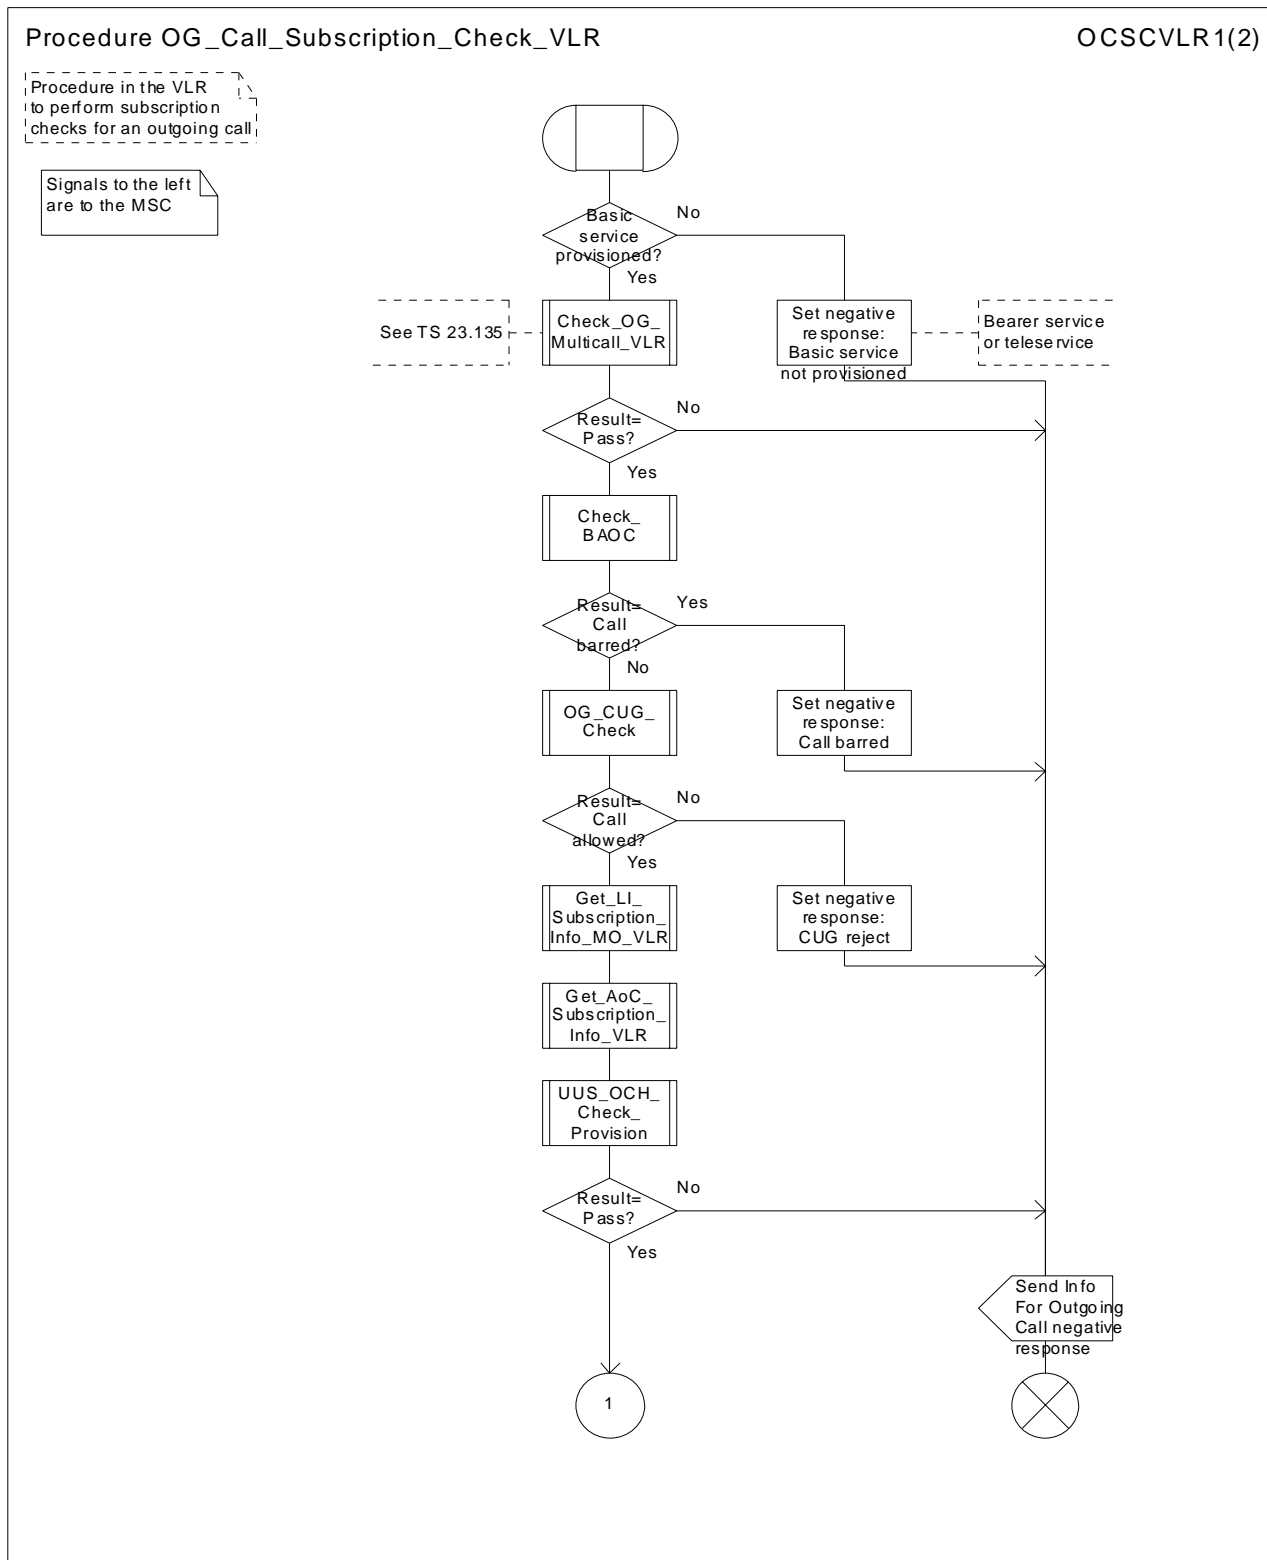 Procedure OG_Call_Subscription_Check_VLR
OCSCVLR1(2)
Procedure in the VLR
to perform subscription
checks for an outgoing call
Signals to the left
are to the MSC
Basic
service
provisioned?
No
Yes
See TS 23.135
Check_OG_
Multicall_VLR
Set negative
response:
Basic service
not provisioned
Bearer service
or teleservice
Result=
Pass?
No
Yes
Check_
BAOC
Result=
Call
barred?
Yes
No
OG_CUG_
Check
Set negative
response:
Call barred
Result=
Call
allowed?
No
Yes
Get_LI_
Subscription_
Info_MO_VLR
Set negative
response:
CUG reject
Get_AoC_
Subscription_
Info_VLR
UUS_OCH_
Check_
Provision
Result=
Pass?
No
Yes
Send Info
For Outgoing
Call negative
response
1